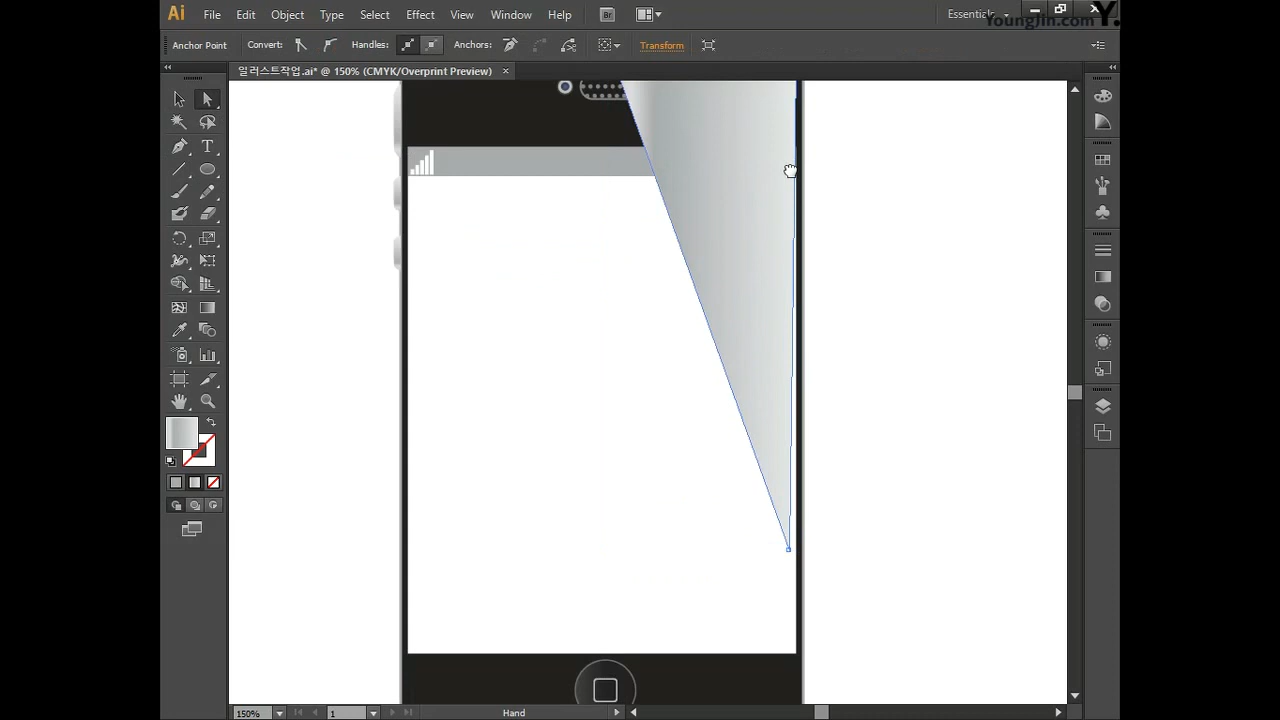 Ai File Edit Object Type Select Effect View Window Help Br Essentials
YoungJin.com Y.
Anchor Point Convert: Handles: Anchors: Transform
일러스트작업.ai* @ 150% (CMYK/Overprint Preview) ×
T
150% 1 Hand